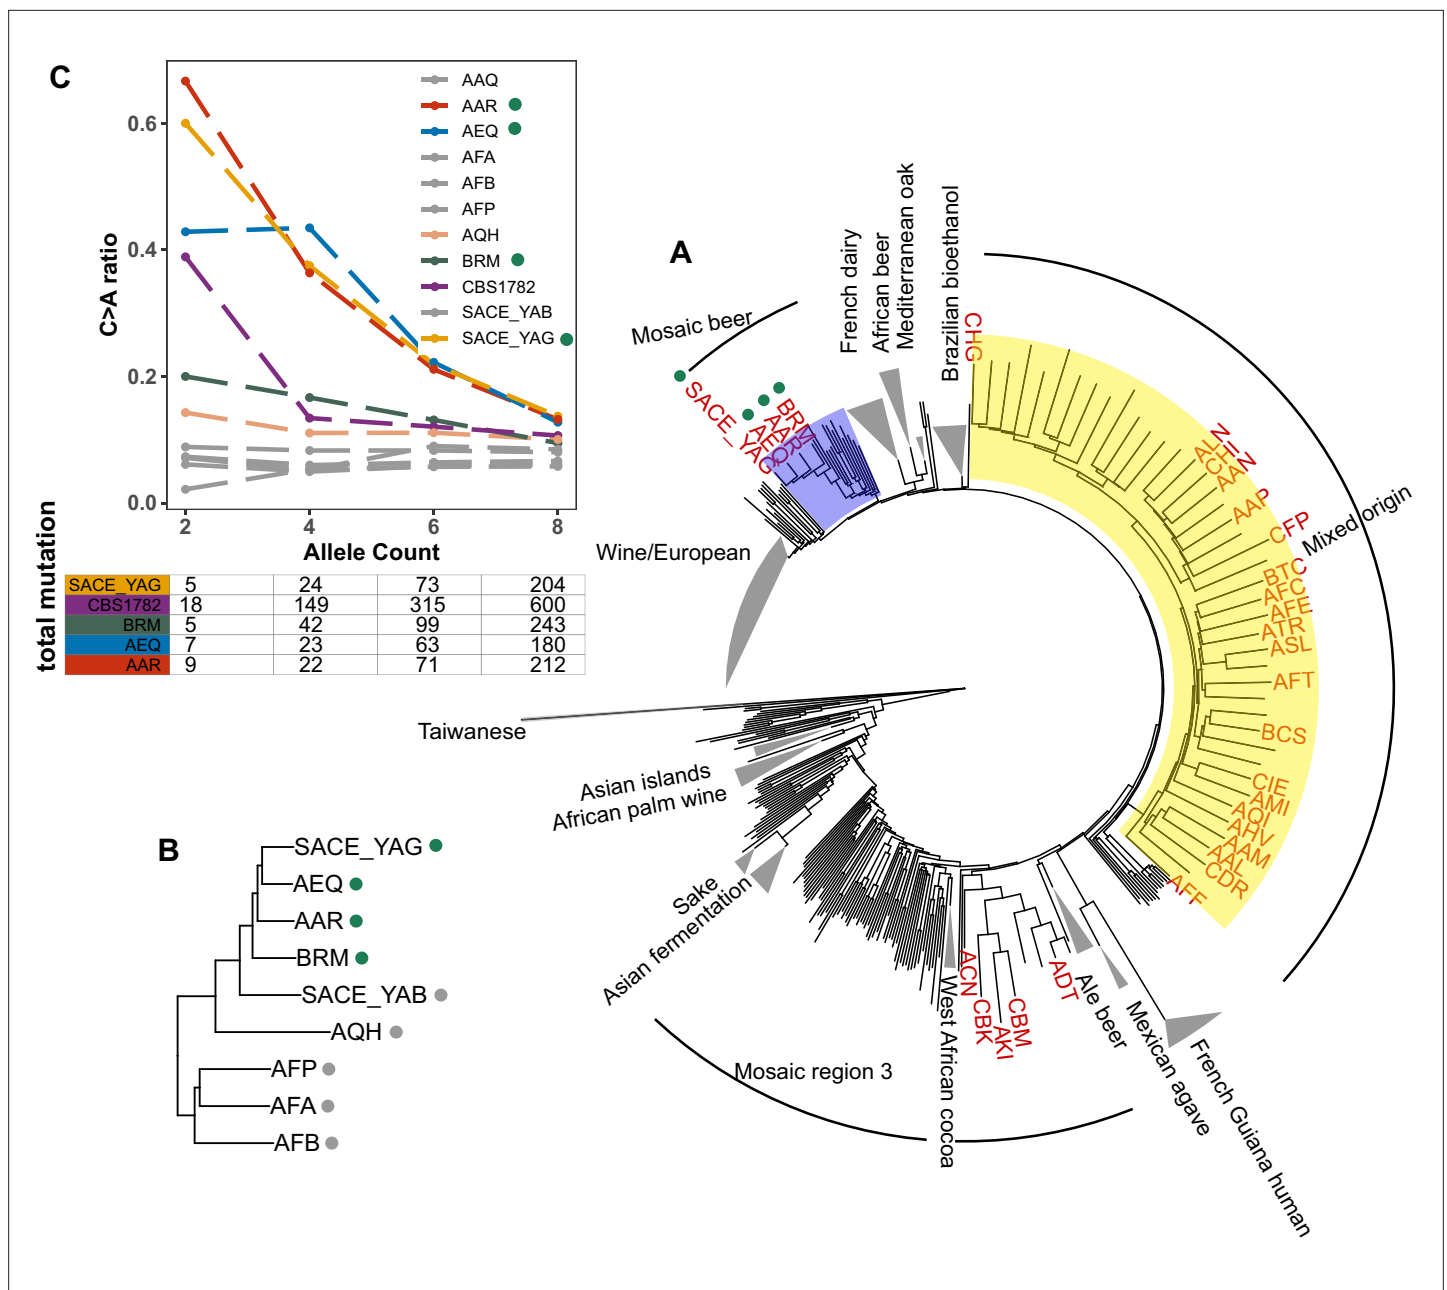 C
0.6
0.4
0.2
0.0
C>A ratio
AAQ
AAR
AEQ
AFA
AFB
AFP
AQH
BRM
CBS1782
SACE_YAB
SACE_YAG
2 4 6 8
Allele Count
total mutation
SACE_YAG 5 24 73 204
CBS1782 18 149 315 600
BRM 5 42 99 243
AEQ 7 23 63 180
AAR 9 22 71 212
A
Mosaic beer
French dairy
African beer
Mediterranean oak
Brazilian bioethanol
SACE_YAG
AEQ
AAR
BRM
Wine/European
Taiwanese
Asian islands
African palm wine
Sake
Asian fermentation
Mosaic region 3
West African cocoa
ACN
CBK
AKI
CBM
ADT
Ale beer
Mexican agave
French Guiana human
Mixed origin
CHG
AAP
CFP
BTC
AFC
AFE
ATR
ASL
AFT
BCS
CIE
AMI
AQI
AHV
AAM
AAL
CDR
AFF
B
SACE_YAG
AEQ
AAR
BRM
SACE_YAB
AQH
AFP
AFA
AFB